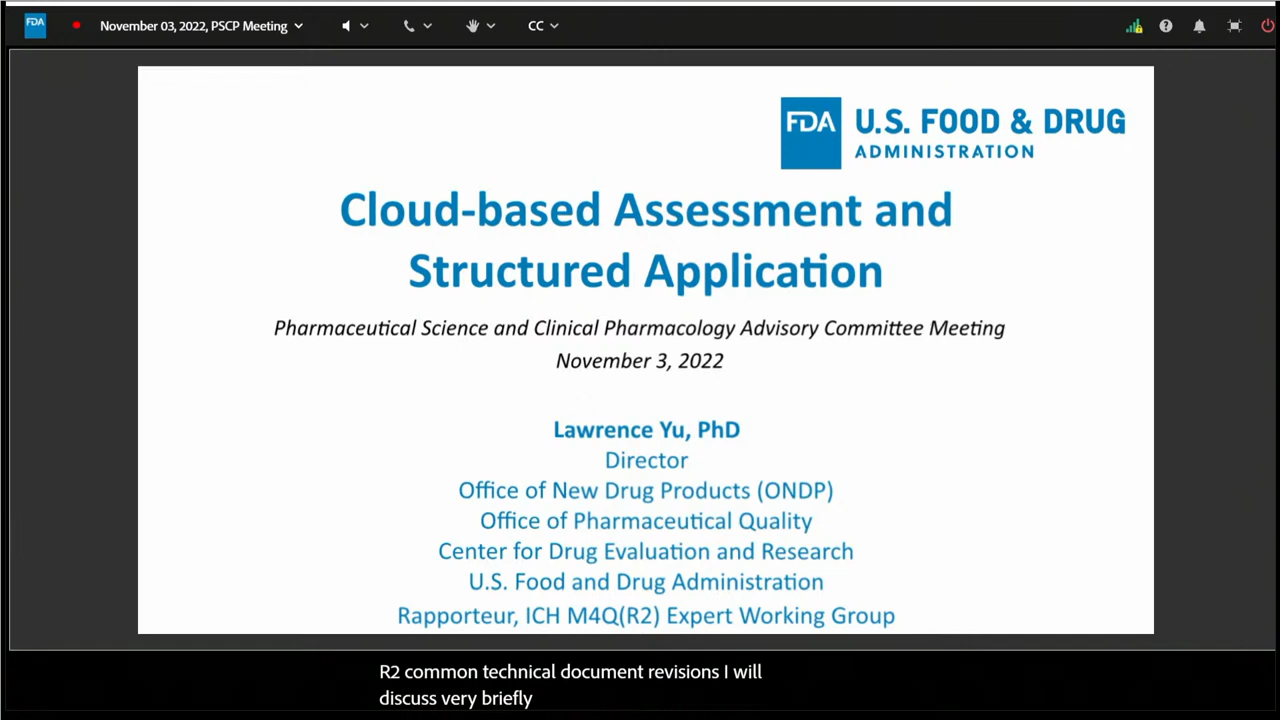 FDA
November 03, 2022, PSCP Meeting
CC
FDA
U.S. FOOD & DRUG
ADMINISTRATION
Cloud-based Assessment and
Structured Application
Pharmaceutical Science and Clinical Pharmacology Advisory Committee Meeting
November 3, 2022
Lawrence Yu, PhD
Director
Office of New Drug Products (ONDP)
Office of Pharmaceutical Quality
Center for Drug Evaluation and Research
U.S. Food and Drug Administration
Rapporteur, ICH M4Q(R2) Expert Working Group
R2 common technical document revisions I will
discuss very briefly